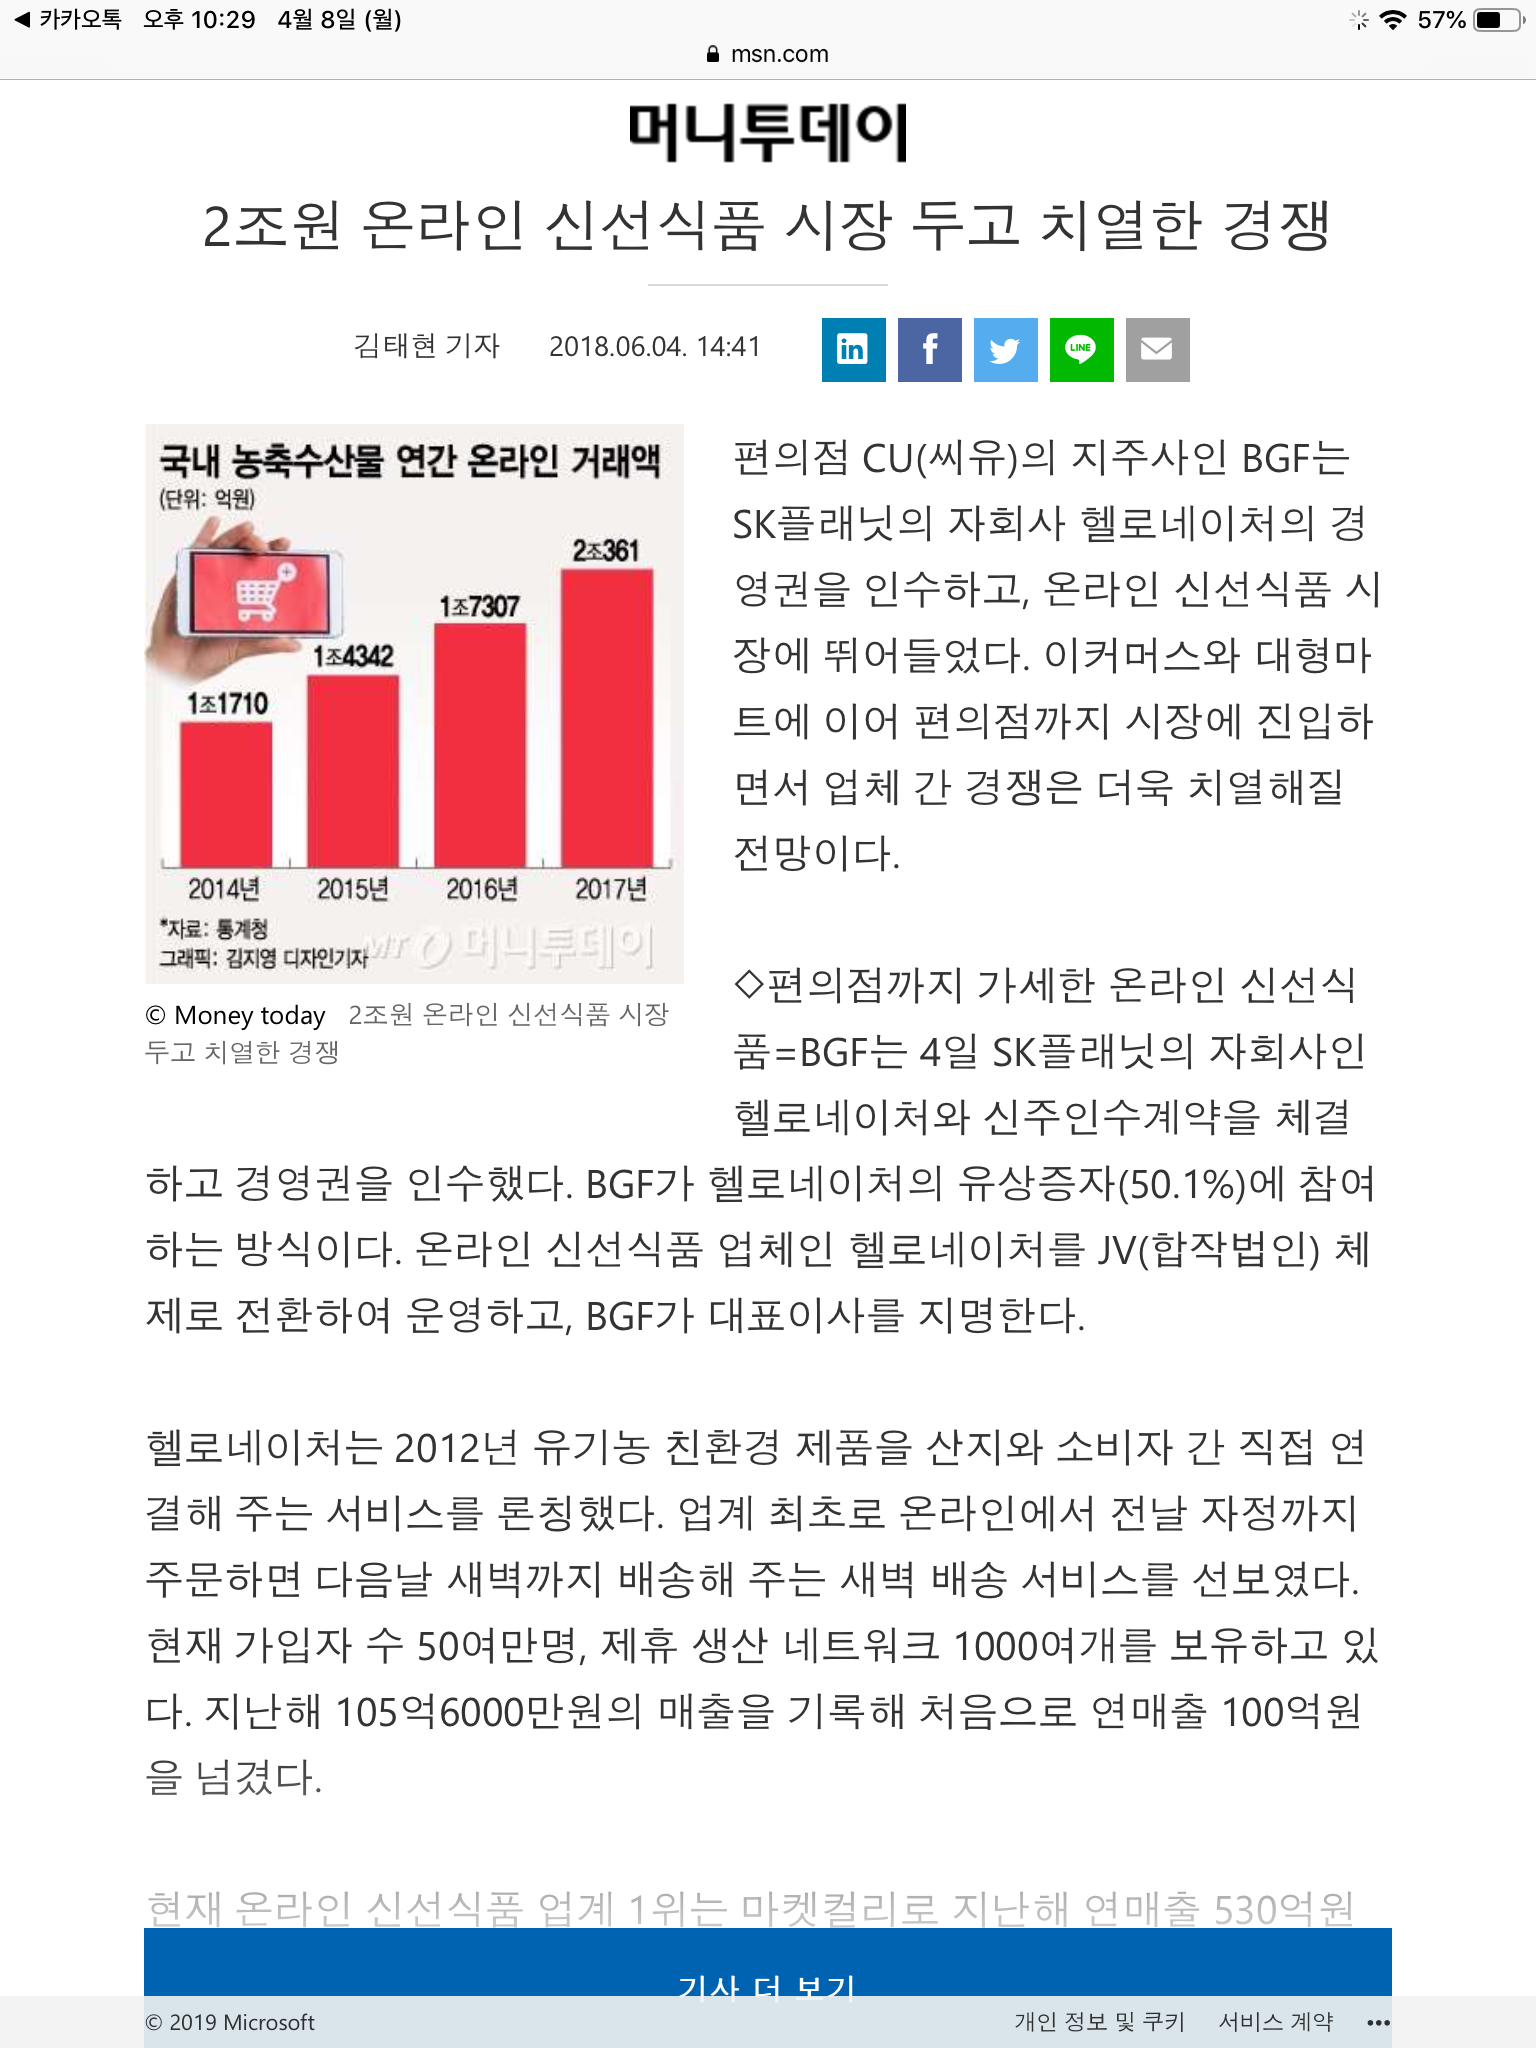 ◀ 카카오톡 오후 10:29 4월 8일 (월) 57%
msn.com
머니투데이
2조원 온라인 신선식품 시장 두고 치열한 경쟁
김태현 기자 2018.06.04. 14:41
in f LINE
국내 농축수산물 연간 온라인 거래액
(단위: 억원)
2조361
1조7307
1조4342
1조1710
2014년 2015년 2016년 2017년
*자료: 통계청
그래픽: 김지영 디자인기자
MT 머니투데이
© Money today 2조원 온라인 신선식품 시장
두고 치열한 경쟁
편의점 CU(씨유)의 지주사인 BGF는
SK플래닛의 자회사 헬로네이처의 경
영권을 인수하고, 온라인 신선식품 시
장에 뛰어들었다. 이커머스와 대형마
트에 이어 편의점까지 시장에 진입하
면서 업체 간 경쟁은 더욱 치열해질
전망이다.
◇편의점까지 가세한 온라인 신선식
품=BGF는 4일 SK플래닛의 자회사인
헬로네이처와 신주인수계약을 체결
하고 경영권을 인수했다. BGF가 헬로네이처의 유상증자(50.1%)에 참여
하는 방식이다. 온라인 신선식품 업체인 헬로네이처를 JV(합작법인) 체
제로 전환하여 운영하고, BGF가 대표이사를 지명한다.
헬로네이처는 2012년 유기농 친환경 제품을 산지와 소비자 간 직접 연
결해 주는 서비스를 론칭했다. 업계 최초로 온라인에서 전날 자정까지
주문하면 다음날 새벽까지 배송해 주는 새벽 배송 서비스를 선보였다.
현재 가입자 수 50여만명, 제휴 생산 네트워크 1000여개를 보유하고 있
다. 지난해 105억6000만원의 매출을 기록해 처음으로 연매출 100억원
을 넘겼다.
현재 온라인 신선식품 업계 1위는 마켓컬리로 지난해 연매출 530억원
기사 더 보기
© 2019 Microsoft 개인 정보 및 쿠키 서비스 계약 •••